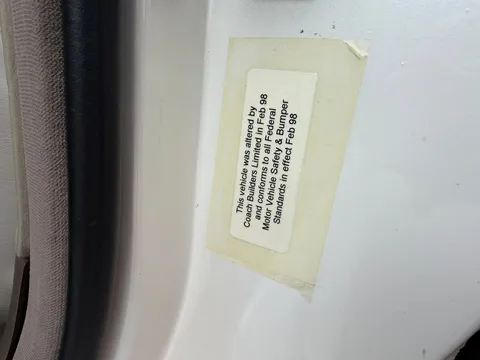 This vehicle was altered by
Coach Builders Limited in Feb 98
and conforms to all Federal
Motor Vehicle Safety & Bumper
Standards in effect Feb 98